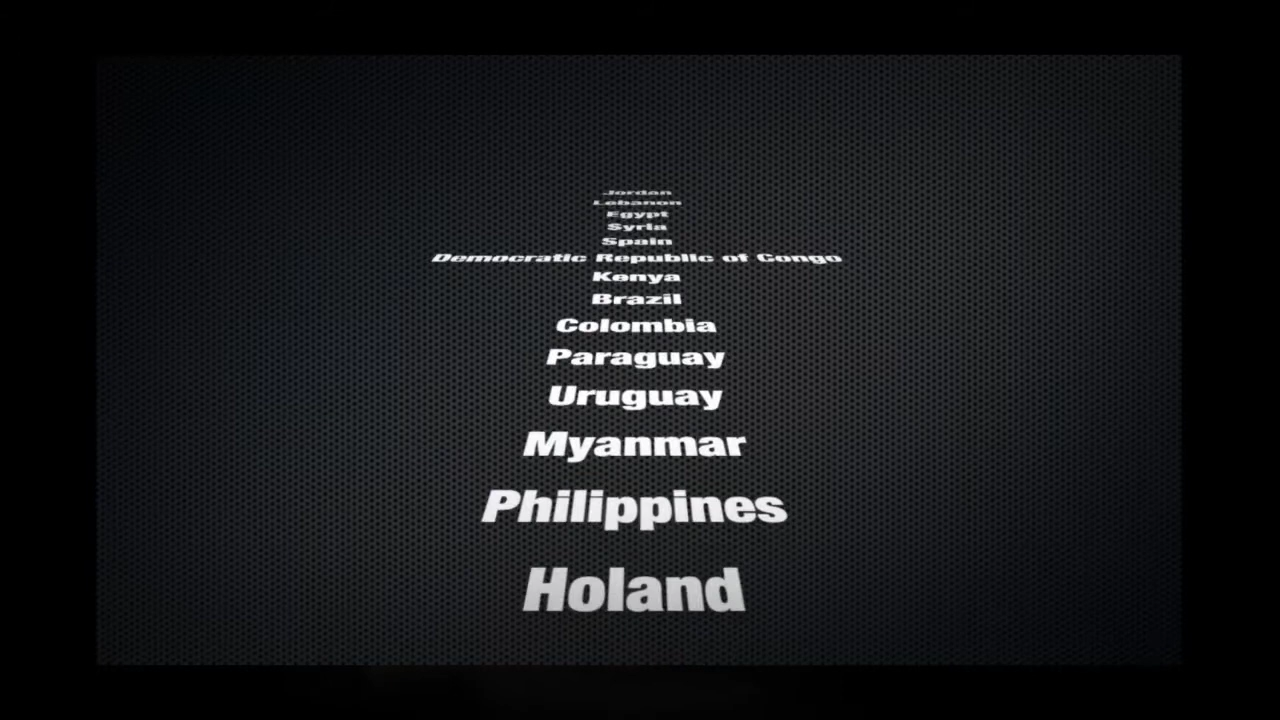 Jordan
Lebanon
Egypt
Syria
Spain
Democratic Republic of Congo
Kenya
Brazil
Colombia
Paraguay
Uruguay
Myanmar
Philippines
Holand